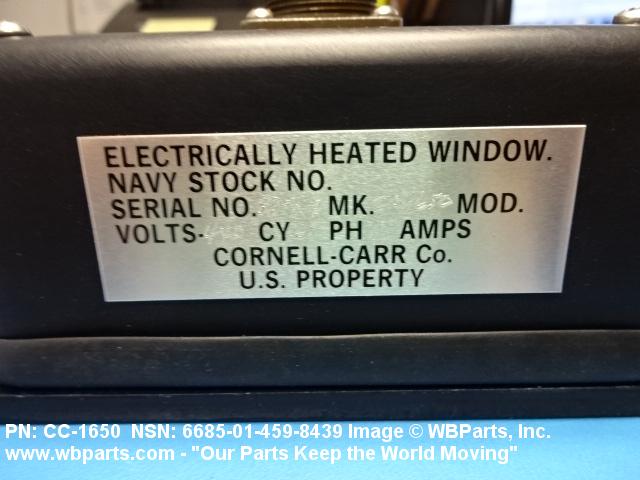 ELECTRICALLY HEATED WINDOW.
NAVY STOCK NO.
SERIAL NO. MK. MOD.
VOLTS- CY PH AMPS
CORNELL-CARR Co.
U.S. PROPERTY
PN: CC-1650 NSN: 6685-01-459-8439 Image © WBParts, Inc.
www.wbparts.com - "Our Parts Keep the World Moving"